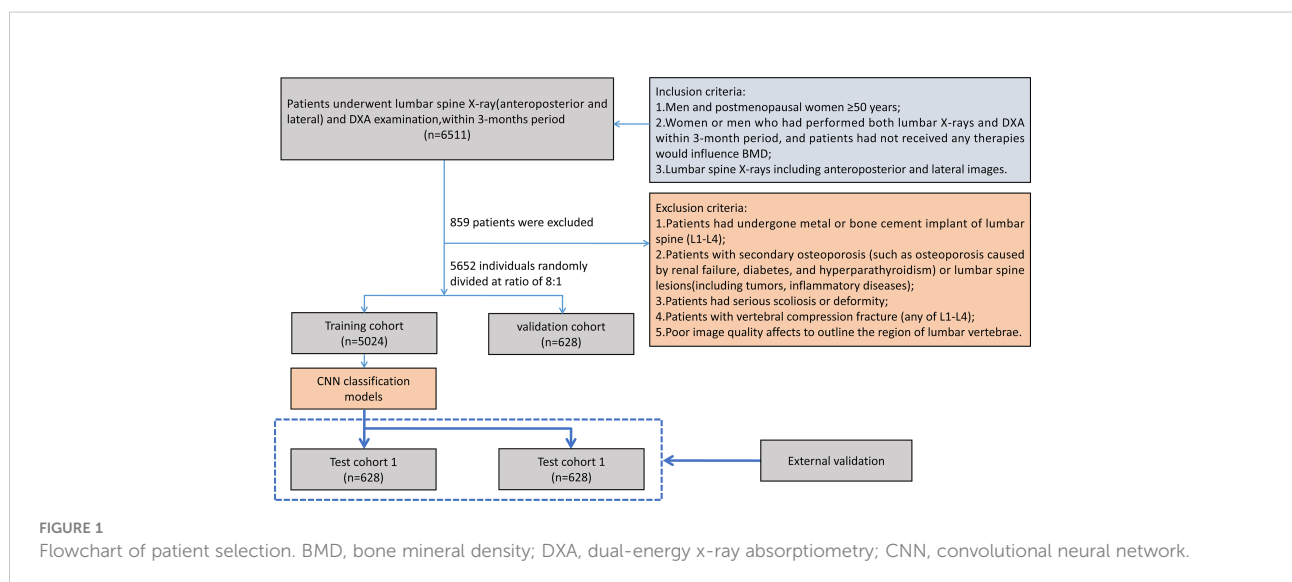 Patients underwent lumbar spine X-ray(anteroposterior and
lateral) and DXA examination,within 3-months period
(n=6511)
Inclusion criteria:
1.Men and postmenopausal women ≥50 years;
2.Women or men who had performed both lumbar X-rays and DXA
within 3-month period, and patients had not received any therapies
would influence BMD;
3.Lumbar spine X-rays including anteroposterior and lateral images.
859 patients were excluded
Exclusion criteria:
1.Patients had undergone metal or bone cement implant of lumbar
spine (L1-L4);
2.Patients with secondary osteoporosis (such as osteoporosis caused
by renal failure, diabetes, and hyperparathyroidism) or lumbar spine
lesions(including tumors, inflammatory diseases);
3.Patients had serious scoliosis or deformity;
4.Patients with vertebral compression fracture (any of L1-L4);
5.Poor image quality affects to outline the region of lumbar vertebrae.
5652 individuals randomly
divided at ratio of 8:1
Training cohort
(n=5024)
validation cohort
(n=628)
CNN classification
models
Test cohort 1
(n=628)
Test cohort 1
(n=628)
External validation
FIGURE 1
Flowchart of patient selection. BMD, bone mineral density; DXA, dual-energy x-ray absorptiometry; CNN, convolutional neural network.